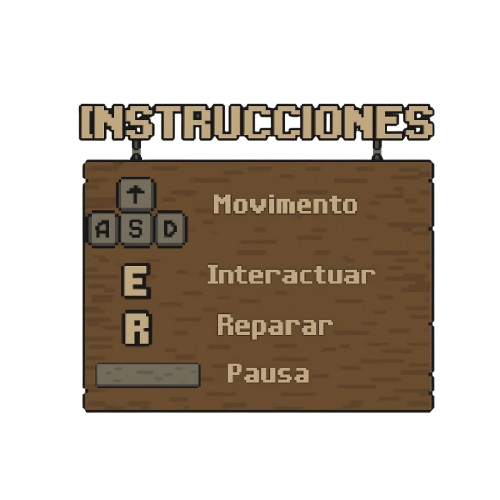 INSTRUCCIONES
↑
A S D
Movimento
E
Interactuar
R
Reparar
Pausa